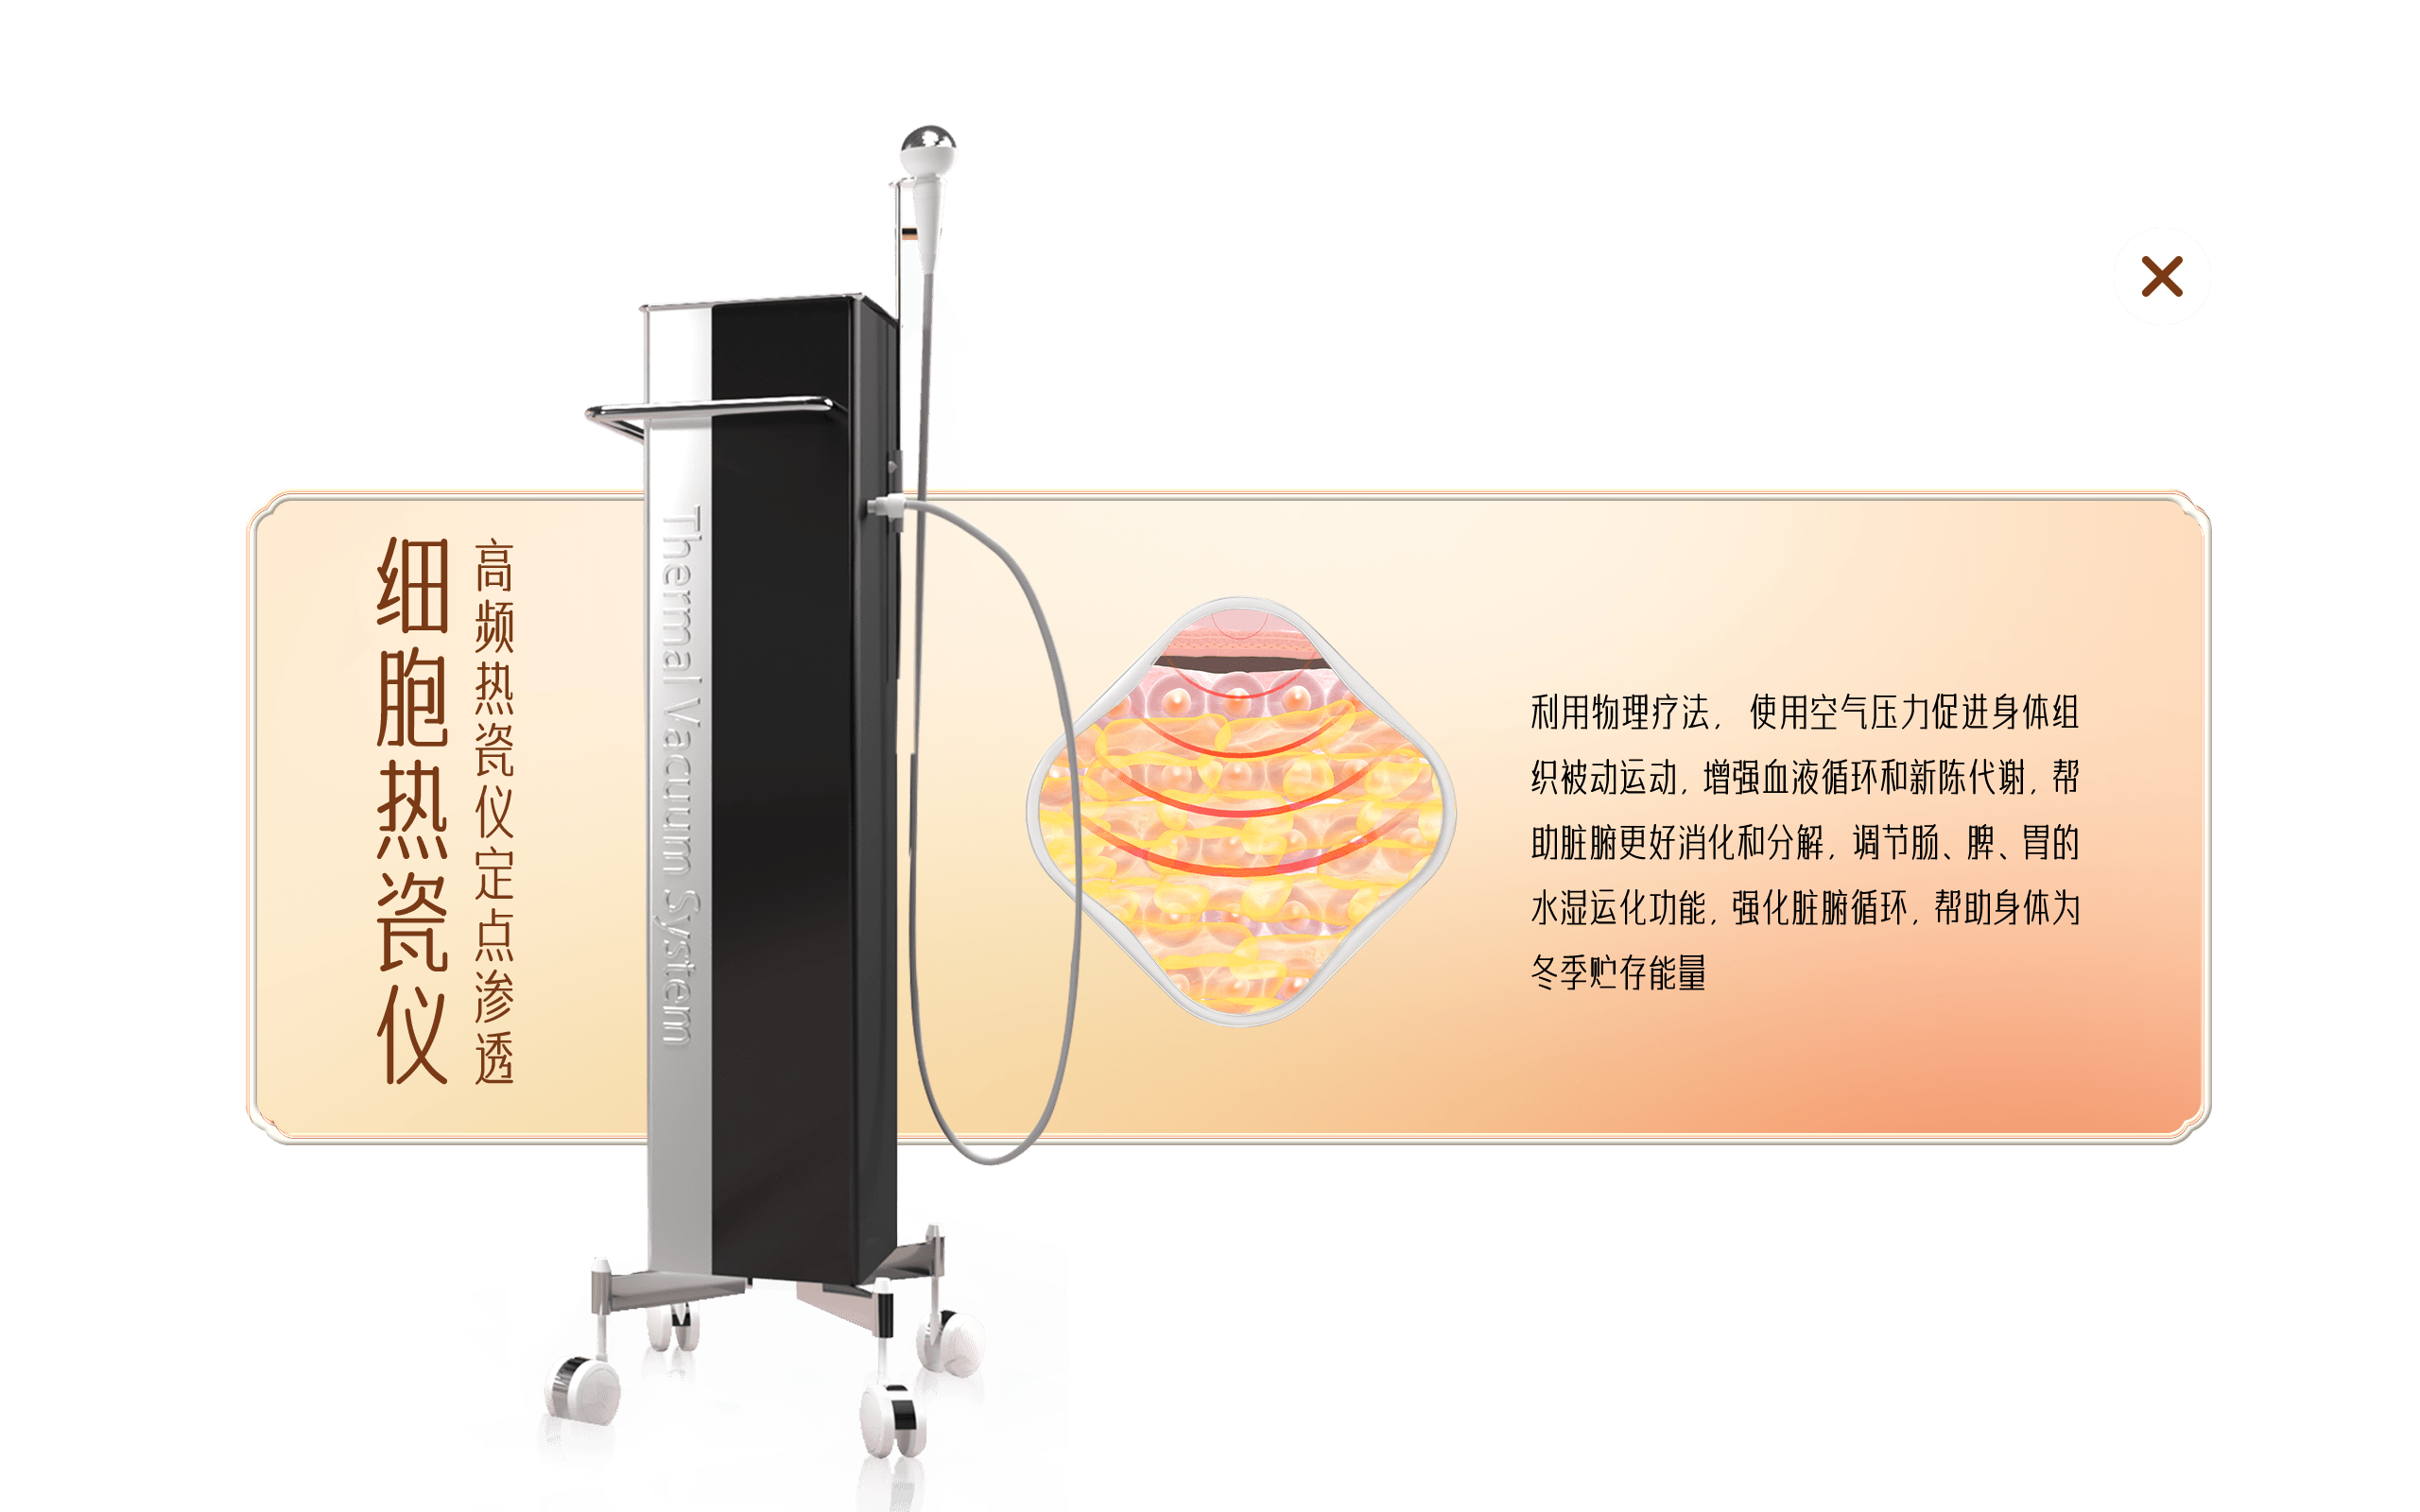 细胞热瓷仪
高频热瓷仪定点渗透
Thermal Vacuum System
利用物理疗法， 使用空气压力促进身体组
织被动运动，增强血液循环和新陈代谢，帮
助脏腑更好消化和分解，调节肠、脾、胃的
水湿运化功能，强化脏腑循环，帮助身体为
冬季贮存能量